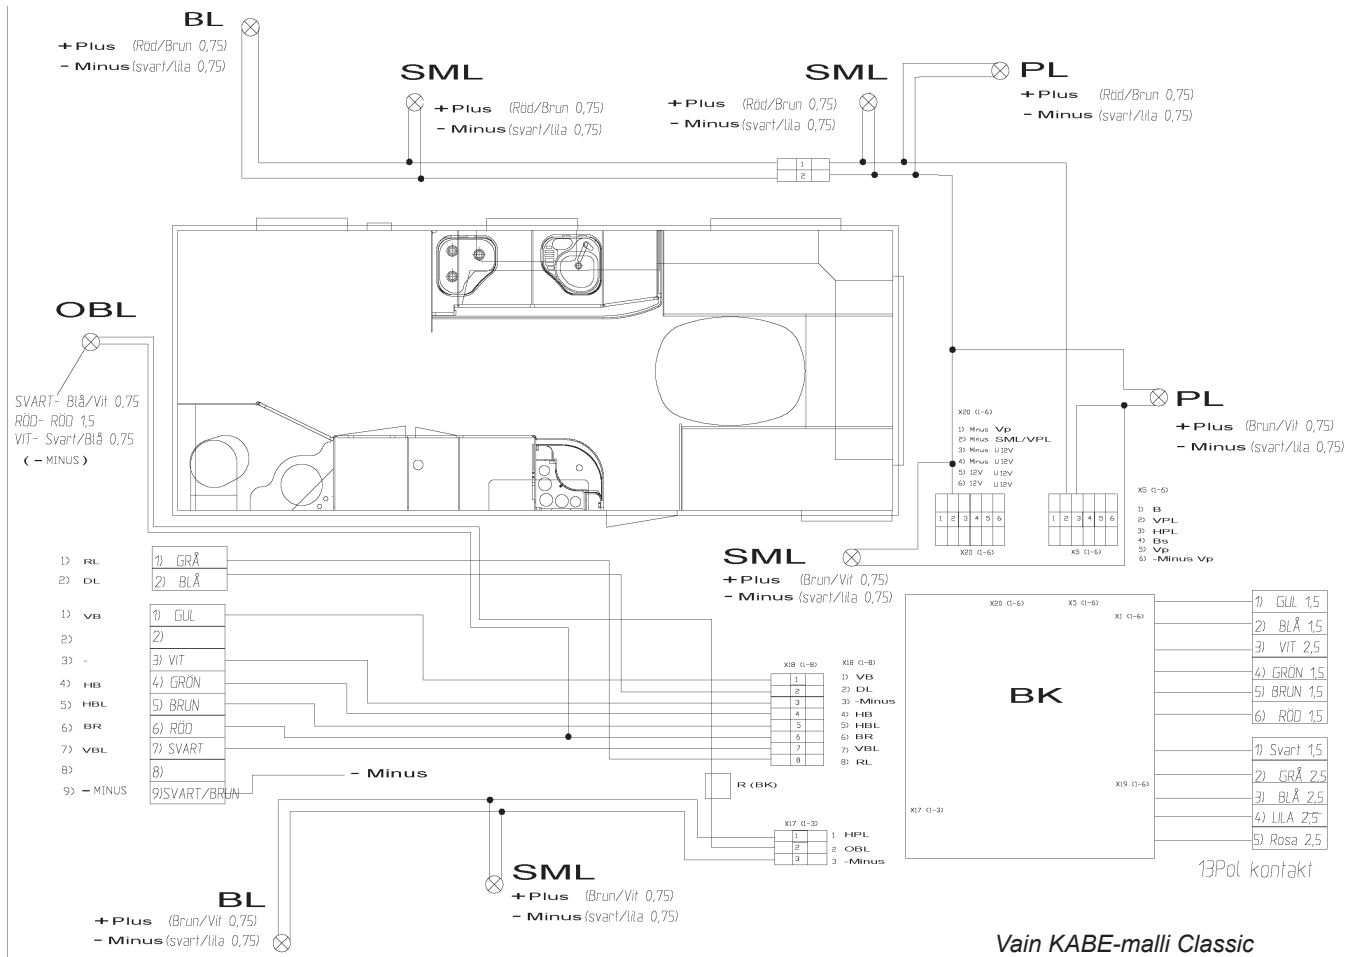 BL
+ Plus (Röd/Brun 0,75)
- Minus (svart/lila 0,75)
SML
+ Plus (Röd/Brun 0,75)
- Minus (svart/lila 0,75)
SML
+ Plus (Röd/Brun 0,75)
- Minus (svart/lila 0,75)
PL
+ Plus (Röd/Brun 0,75)
- Minus (svart/lila 0,75)
1
2
OBL
SVART- Blå/Vit 0,75
RÖD- RÖD 1,5
VIT- Svart/Blå 0,75
( - MINUS )
PL
+ Plus (Brun/Vit 0,75)
- Minus (svart/lila 0,75)
X20 (1-6)
1) Minus Vp
2) Minus SML/VPL
3) Minus U12V
4) Minus U12V
5) 12V U12V
6) 12V U12V
1 2 3 4 5 6
X20 (1-6)
1 2 3 4 5 6
X5 (1-6)
X5 (1-6)
1) B
2) VPL
3) HPL
4) Bs
5) Vp
6) -Minus Vp
SML
+ Plus (Brun/Vit 0,75)
- Minus (svart/lila 0,75)
1) RL
2) DL
1) GRÅ
2) BLÅ
1) VB
2)
3) -
4) HB
5) HBL
6) BR
7) VBL
8)
9) - MINUS
1) GUL
2)
3) VIT
4) GRÖN
5) BRUN
6) RÖD
7) SVART
8)
9)SVART/BRUN
- Minus
X18 (1-8)
1
2
3
4
5
6
7
8
X18 (1-8)
1) VB
2) DL
3) -Minus
4) HB
5) HBL
6) BR
7) VBL
8) RL
R (BK)
X17 (1-3)
1
2
3
1 HPL
2 OBL
3 -Minus
X20 (1-6)
X5 (1-6)
X1 (1-6)
BK
X19 (1-6)
X17 (1-3)
1) GUL 1,5
2) BLÅ 1,5
3) VIT 2,5
4) GRÖN 1,5
5) BRUN 1,5
6) RÖD 1,5
1) Svart 1,5
2) GRÅ 2,5
3) BLÅ 2,5
4) LILA 2,5
5) Rosa 2,5
13Pol kontakt
SML
+ Plus (Brun/Vit 0,75)
- Minus (svart/lila 0,75)
BL
+ Plus (Brun/Vit 0,75)
- Minus (svart/lila 0,75)
Vain KABE-malli Classic